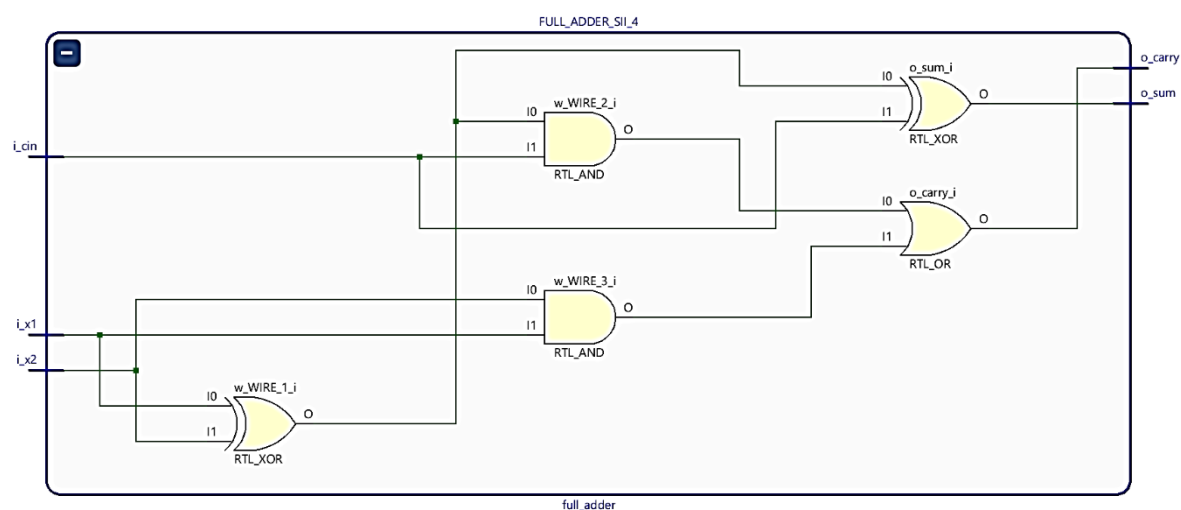 FULL_ADDER_SII_4
o_carry
o_sum_i
I0
O
o_sum
I1
RTL_XOR
w_WIRE_2_i
I0
O
i_cin
I1
RTL_AND
o_carry_i
I0
O
I1
RTL_OR
w_WIRE_3_i
I0
O
i_x1
I1
RTL_AND
i_x2
w_WIRE_1_i
I0
O
I1
RTL_XOR
full_adder